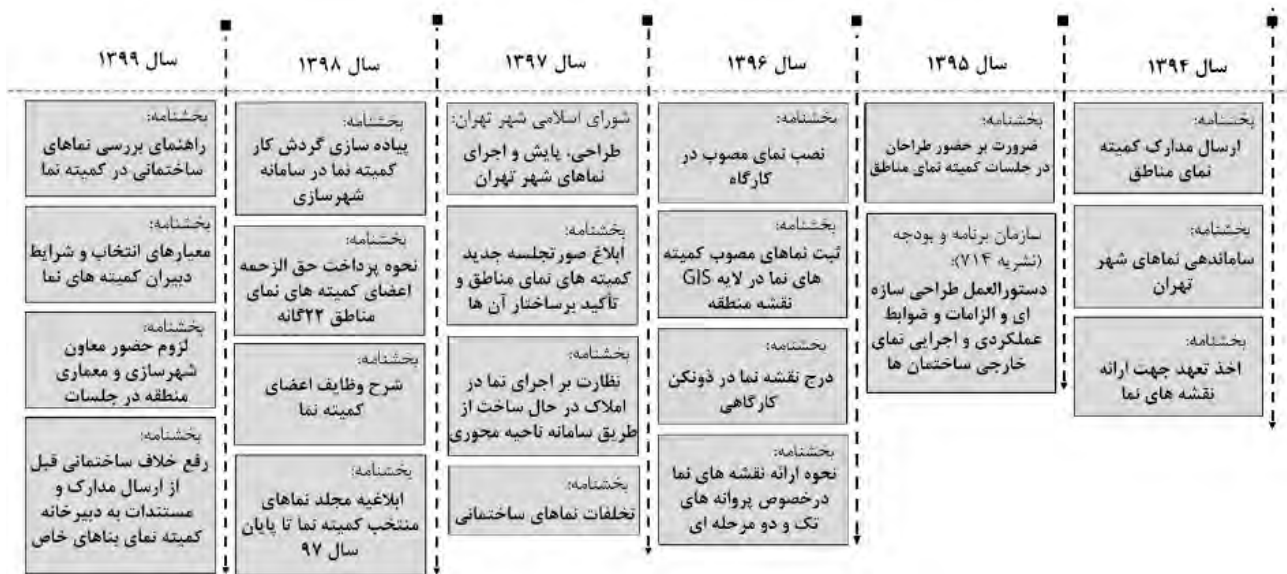 سال ۱۳۹۴
بخشنامه:
ارسال مدارک کمیته
نمای مناطق
بخشنامه:
ساماندهی نماهای شهر
تهران
بخشنامه:
اخذ تعهد جهت ارائه
نقشه های نما
سال ۱۳۹۵
بخشنامه:
ضرورت بر حضور طراحان
در جلسات کمیته نمای مناطق
سازمان برنامه و بودجه
(نشریه ۷۱۴):
دستورالعمل طراحی سازه
ای و الزامات و ضوابط
عملکردی و اجرایی نمای
خارجی ساختمان ها
سال ۱۳۹۶
بخشنامه:
نصب نمای مصوب در
کارگاه
بخشنامه:
ثبت نماهای مصوب کمیته
های نما در لایه GIS
نقشه منطقه
بخشنامه:
درج نقشه نما در ذونکن
کارگاهی
بخشنامه:
نحوه ارائه نقشه های نما
درخصوص پروانه های
تک و دو مرحله ای
سال ۱۳۹۷
شورای اسلامی شهر تهران:
طراحی، پایش و اجرای
نماهای شهر تهران
بخشنامه:
ابلاغ صورتجلسه جدید
کمیته های نمای مناطق و
تأکید برساختار آن ها
بخشنامه:
نظارت بر اجرای نما در
املاک در حال ساخت از
طریق سامانه ناحیه محوری
بخشنامه:
تخلفات نماهای ساختمانی
سال ۱۳۹۸
بخشنامه:
پیاده سازی گردش کار
کمیته نما در سامانه
شهرسازی
بخشنامه:
نحوه پرداخت حق الزحمه
اعضای کمیته های نمای
مناطق ۲۲گانه
بخشنامه:
شرح وظایف اعضای
کمیته نما
بخشنامه:
ابلاغیه مجلد نماهای
منتخب کمیته نما تا پایان
سال ۹۷
سال ۱۳۹۹
بخشنامه:
راهنمای بررسی نماهای
ساختمانی در کمیته نما
بخشنامه:
معیارهای انتخاب و شرایط
دبیران کمیته های نما
بخشنامه:
لزوم حضور معاون
شهرسازی و معماری
منطقه در جلسات
بخشنامه:
رفع خلاف ساختمانی قبل
از ارسال مدارک و
مستندات به دبیرخانه
کمیته نمای بناهای خاص